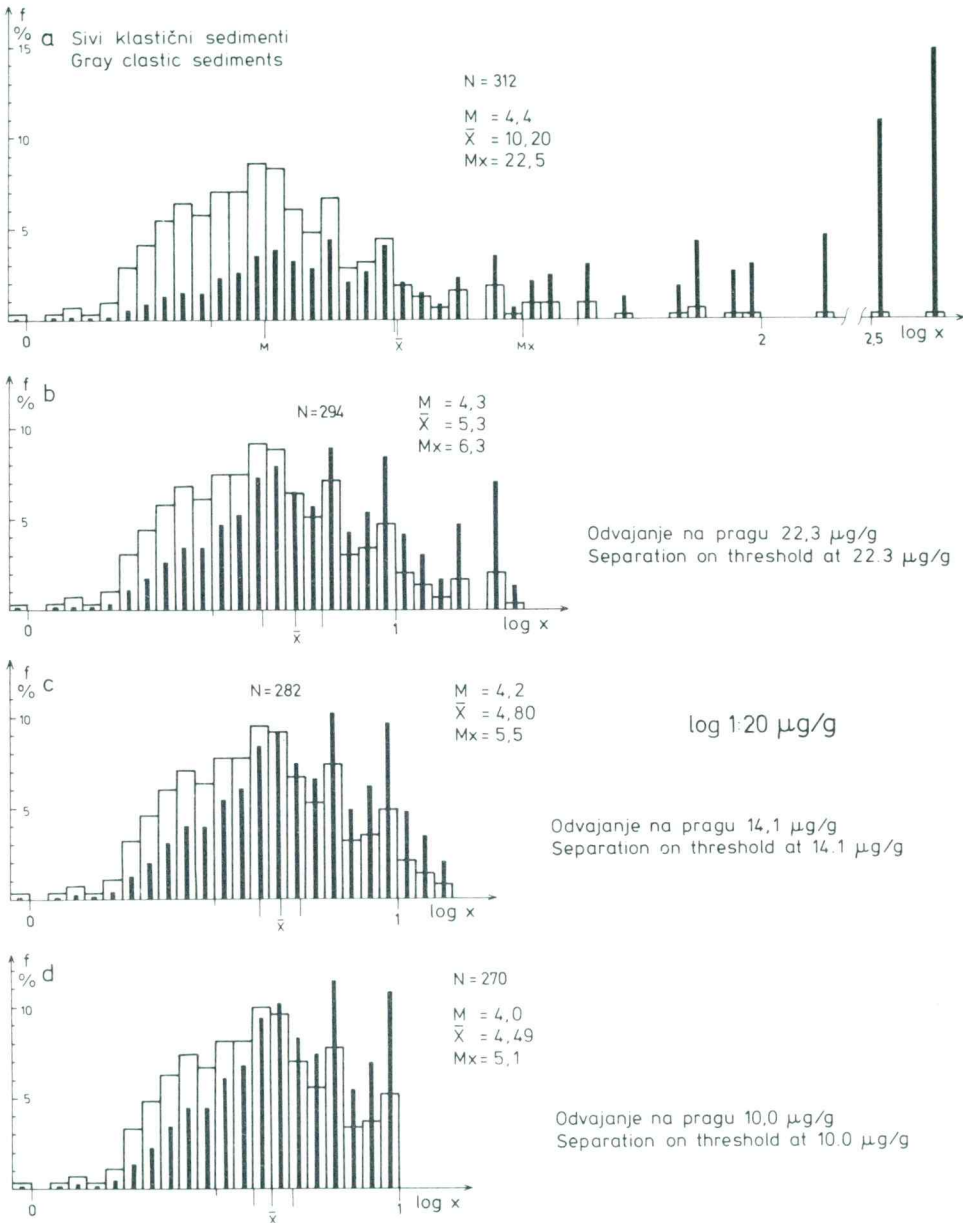 f
%
a Sivi klastični sedimenti
Gray clastic sediments
N = 312
M = 4,4
X̅ = 10,20
Mx = 22,5
15
10
5
0
M
X̅
Mx
2
2,5
log x
f
%
b
N=294
M = 4,3
X̅ = 5,3
Mx = 6,3
10
5
Odvajanje na pragu 22,3 µg/g
Separation on threshold at 22.3 µg/g
0
X̅
1
log x
f
%
c
N=282
M = 4,2
X̅ = 4,80
Mx = 5,5
log 1:20 µg/g
10
5
Odvajanje na pragu 14,1 µg/g
Separation on threshold at 14.1 µg/g
0
X̅
1
log x
f
%
d
N = 270
M = 4,0
X̅ = 4,49
Mx = 5,1
10
5
Odvajanje na pragu 10,0 µg/g
Separation on threshold at 10.0 µg/g
0
X̅
1
log x